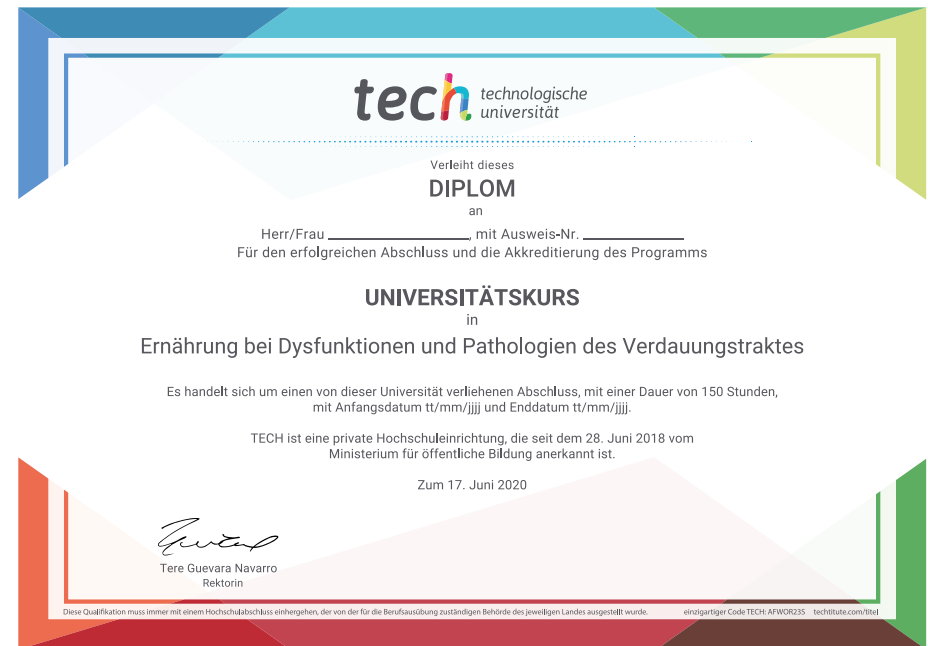 tech technologische
universität
Verleiht dieses
DIPLOM
an
Herr/Frau ____________, mit Ausweis-Nr. ____________
Für den erfolgreichen Abschluss und die Akkreditierung des Programms
UNIVERSITÄTSKURS
in
Ernährung bei Dysfunktionen und Pathologien des Verdauungstraktes
Es handelt sich um einen von dieser Universität verliehenen Abschluss, mit einer Dauer von 150 Stunden,
mit Anfangsdatum tt/mm/jjjj und Enddatum tt/mm/jjjj.
TECH ist eine private Hochschuleinrichtung, die seit dem 28. Juni 2018 vom
Ministerium für öffentliche Bildung anerkannt ist.
Zum 17. Juni 2020
Tere Guevara Navarro
Rektorin
Diese Qualifikation muss immer mit einem Hochschulabschluss einhergehen, der von der für die Berufsausübung zuständigen Behörde des jeweiligen Landes ausgestellt wurde. einzigartiger Code TECH: AFWOR23S techtitute.com/titel